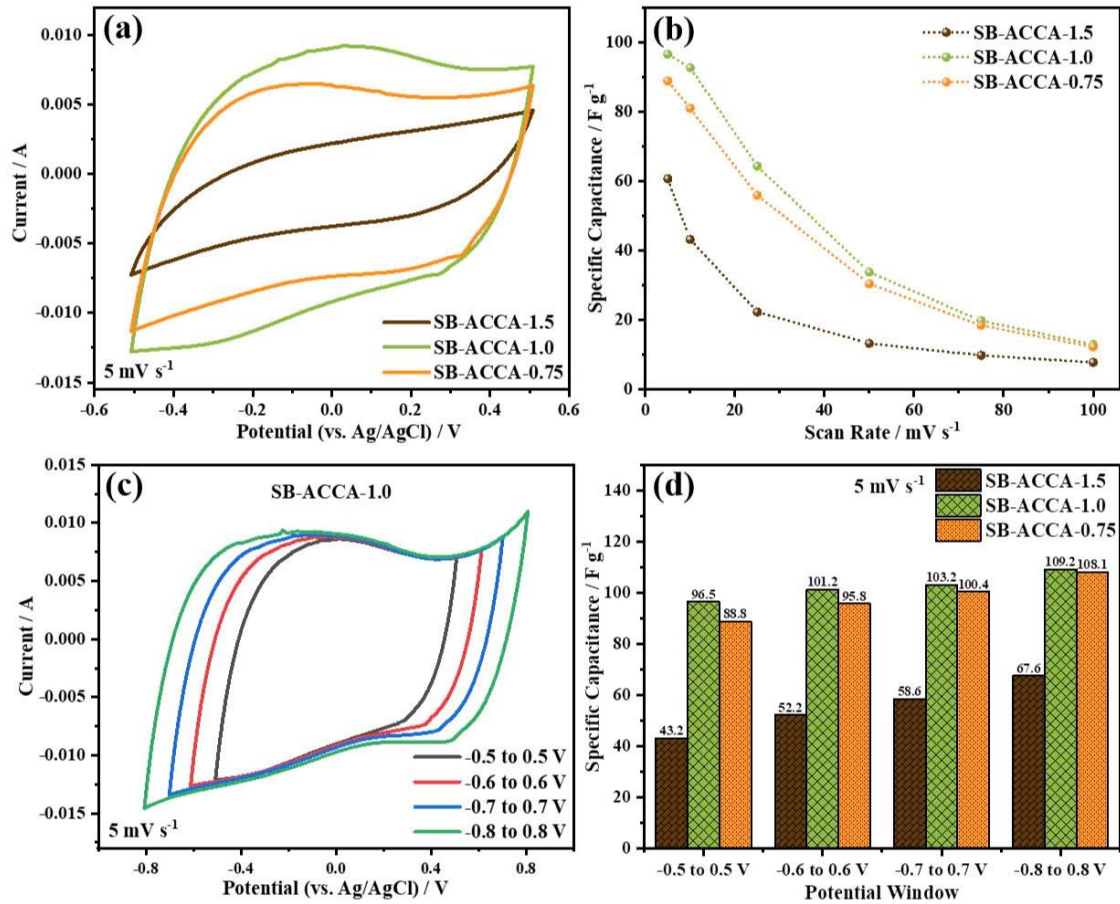 (a)
0.010
0.005
0.000
-0.005
-0.010
-0.015
Current / A
SB-ACCA-1.5
SB-ACCA-1.0
SB-ACCA-0.75
5 mV s⁻¹
-0.6 -0.4 -0.2 0.0 0.2 0.4 0.6
Potential (vs. Ag/AgCl) / V
(b)
SB-ACCA-1.5
SB-ACCA-1.0
SB-ACCA-0.75
100
80
60
40
20
0
Specific Capacitance / F g⁻¹
0 20 40 60 80 100
Scan Rate / mV s⁻¹
(c)
SB-ACCA-1.0
0.015
0.010
0.005
0.000
-0.005
-0.010
-0.015
Current / A
-0.5 to 0.5 V
-0.6 to 0.6 V
-0.7 to 0.7 V
-0.8 to 0.8 V
5 mV s⁻¹
-0.8 -0.4 0.0 0.4 0.8
Potential (vs. Ag/AgCl) / V
(d)
5 mV s⁻¹
SB-ACCA-1.5
SB-ACCA-1.0
SB-ACCA-0.75
140
120
100
80
60
40
20
0
Specific Capacitance / F g⁻¹
43.2 96.5 88.8
52.2 101.2 95.8
58.6 103.2 100.4
67.6 109.2 108.1
-0.5 to 0.5 V -0.6 to 0.6 V -0.7 to 0.7 V -0.8 to 0.8 V
Potential Window